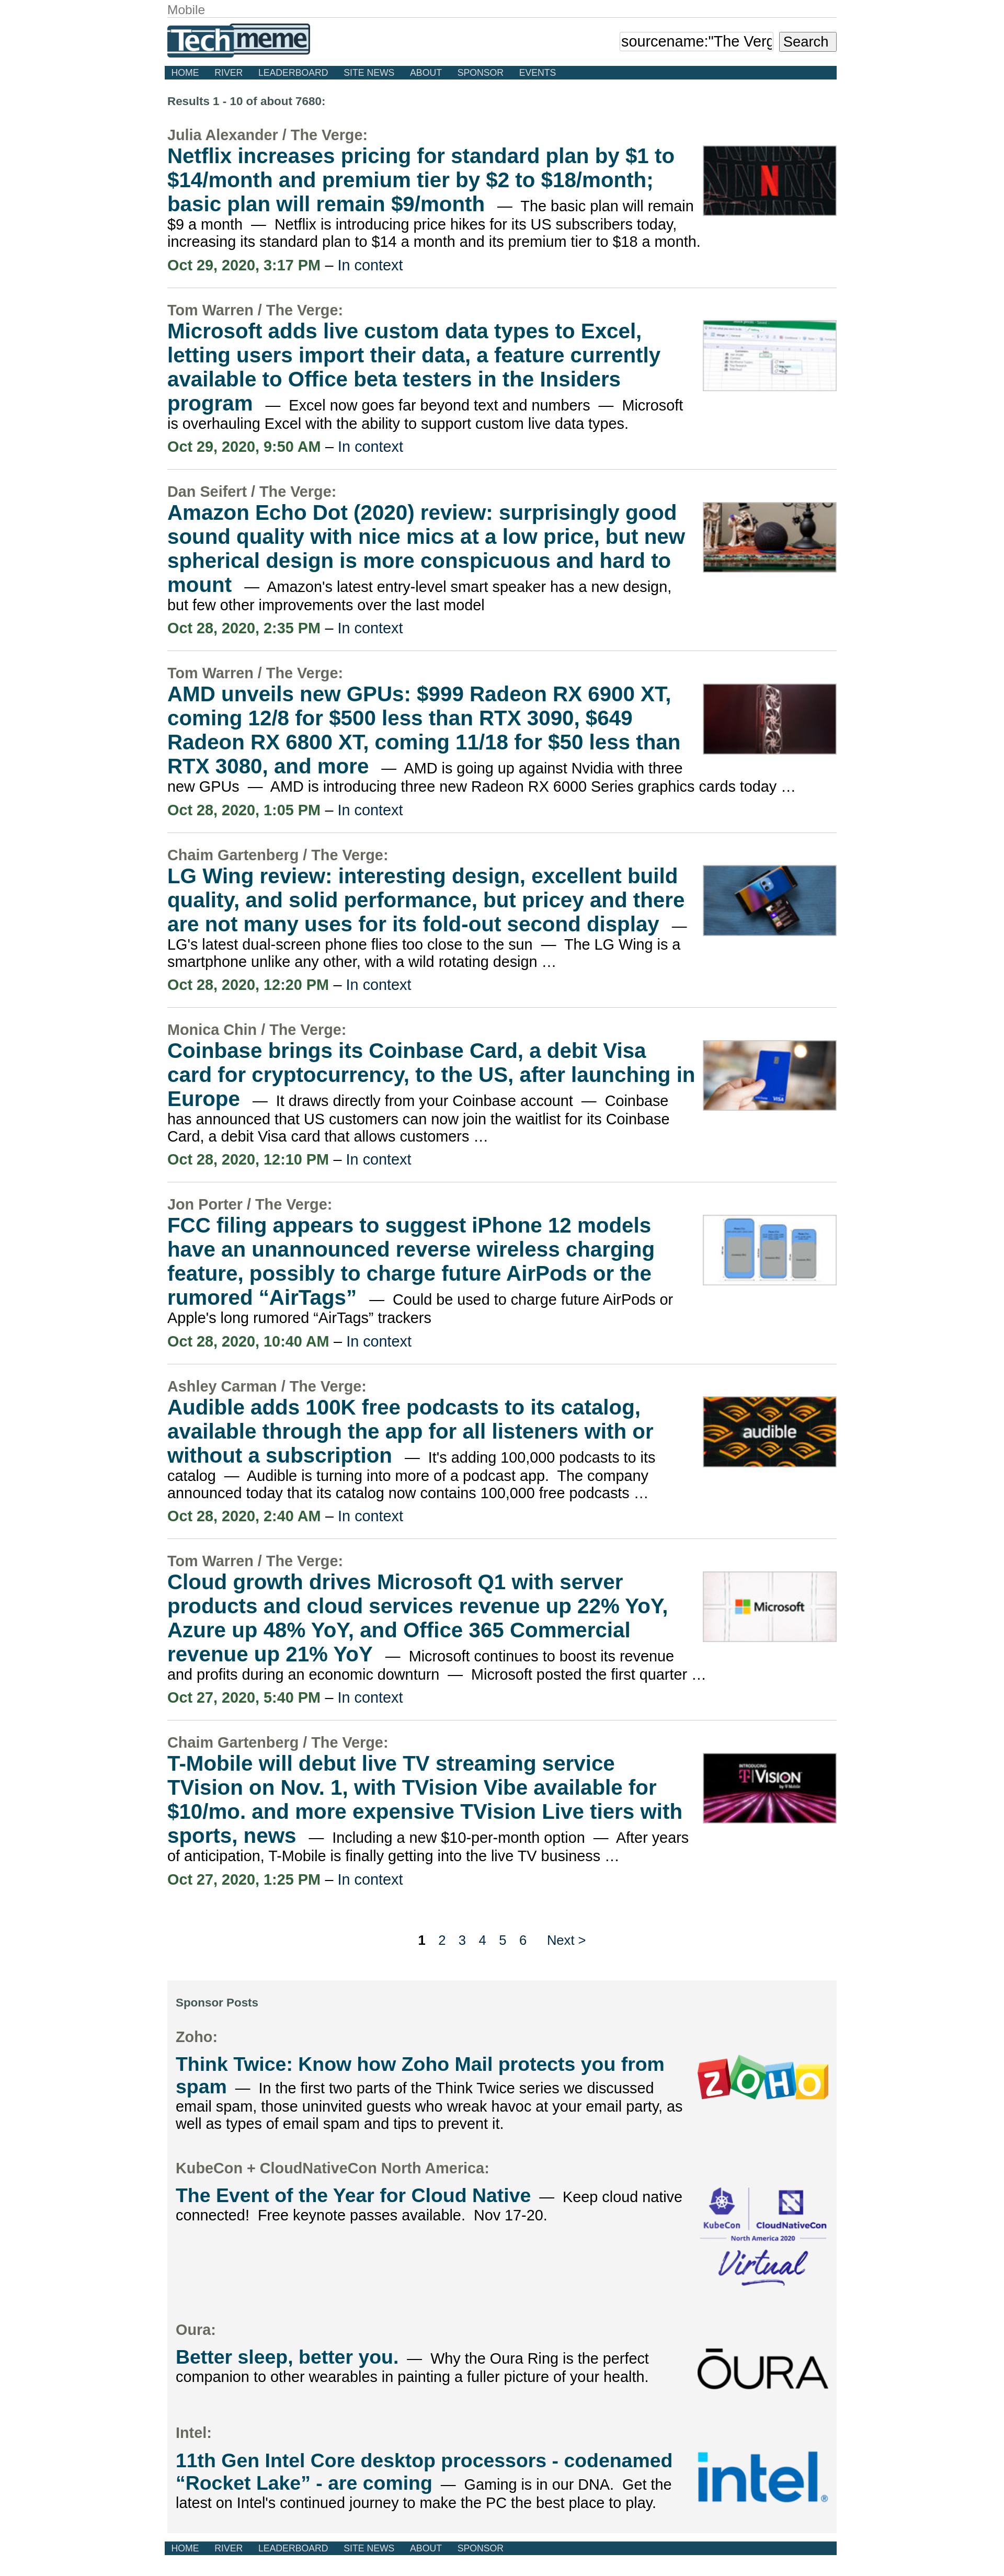 Mobile
Techmeme
sourcename:"The Verg
Search
HOME RIVER LEADERBOARD SITE NEWS ABOUT SPONSOR EVENTS
Results 1 - 10 of about 7680:
Julia Alexander / The Verge:
Netflix increases pricing for standard plan by $1 to
$14/month and premium tier by $2 to $18/month;
basic plan will remain $9/month — The basic plan will remain
$9 a month — Netflix is introducing price hikes for its US subscribers today,
increasing its standard plan to $14 a month and its premium tier to $18 a month.
Oct 29, 2020, 3:17 PM – In context
Tom Warren / The Verge:
Microsoft adds live custom data types to Excel,
letting users import their data, a feature currently
available to Office beta testers in the Insiders
program — Excel now goes far beyond text and numbers — Microsoft
is overhauling Excel with the ability to support custom live data types.
Oct 29, 2020, 9:50 AM – In context
Dan Seifert / The Verge:
Amazon Echo Dot (2020) review: surprisingly good
sound quality with nice mics at a low price, but new
spherical design is more conspicuous and hard to
mount — Amazon's latest entry-level smart speaker has a new design,
but few other improvements over the last model
Oct 28, 2020, 2:35 PM – In context
Tom Warren / The Verge:
AMD unveils new GPUs: $999 Radeon RX 6900 XT,
coming 12/8 for $500 less than RTX 3090, $649
Radeon RX 6800 XT, coming 11/18 for $50 less than
RTX 3080, and more — AMD is going up against Nvidia with three
new GPUs — AMD is introducing three new Radeon RX 6000 Series graphics cards today …
Oct 28, 2020, 1:05 PM – In context
Chaim Gartenberg / The Verge:
LG Wing review: interesting design, excellent build
quality, and solid performance, but pricey and there
are not many uses for its fold-out second display —
LG's latest dual-screen phone flies too close to the sun — The LG Wing is a
smartphone unlike any other, with a wild rotating design …
Oct 28, 2020, 12:20 PM – In context
Monica Chin / The Verge:
Coinbase brings its Coinbase Card, a debit Visa
card for cryptocurrency, to the US, after launching in
Europe — It draws directly from your Coinbase account — Coinbase
has announced that US customers can now join the waitlist for its Coinbase
Card, a debit Visa card that allows customers …
VISA
Oct 28, 2020, 12:10 PM – In context
Jon Porter / The Verge:
FCC filing appears to suggest iPhone 12 models
have an unannounced reverse wireless charging
feature, possibly to charge future AirPods or the
rumored “AirTags” — Could be used to charge future AirPods or
Apple's long rumored “AirTags” trackers
Oct 28, 2020, 10:40 AM – In context
Ashley Carman / The Verge:
Audible adds 100K free podcasts to its catalog,
available through the app for all listeners with or
without a subscription — It's adding 100,000 podcasts to its
catalog — Audible is turning into more of a podcast app. The company
announced today that its catalog now contains 100,000 free podcasts …
audible
Oct 28, 2020, 2:40 AM – In context
Tom Warren / The Verge:
Cloud growth drives Microsoft Q1 with server
products and cloud services revenue up 22% YoY,
Azure up 48% YoY, and Office 365 Commercial
revenue up 21% YoY — Microsoft continues to boost its revenue
and profits during an economic downturn — Microsoft posted the first quarter …
Microsoft
Oct 27, 2020, 5:40 PM – In context
Chaim Gartenberg / The Verge:
T-Mobile will debut live TV streaming service
TVision on Nov. 1, with TVision Vibe available for
$10/mo. and more expensive TVision Live tiers with
sports, news — Including a new $10-per-month option — After years
of anticipation, T-Mobile is finally getting into the live TV business …
INTRODUCING
T VISION
by T-Mobile
Oct 27, 2020, 1:25 PM – In context
1 2 3 4 5 6 Next >
Sponsor Posts
Zoho:
Think Twice: Know how Zoho Mail protects you from
spam — In the first two parts of the Think Twice series we discussed
email spam, those uninvited guests who wreak havoc at your email party, as
well as types of email spam and tips to prevent it.
ZOHO
KubeCon + CloudNativeCon North America:
The Event of the Year for Cloud Native — Keep cloud native
connected! Free keynote passes available. Nov 17-20.
KubeCon CloudNativeCon
North America 2020
Virtual
Oura:
Better sleep, better you. — Why the Oura Ring is the perfect
companion to other wearables in painting a fuller picture of your health.
ŌURA
Intel:
11th Gen Intel Core desktop processors - codenamed
“Rocket Lake” - are coming — Gaming is in our DNA. Get the
latest on Intel's continued journey to make the PC the best place to play.
intel®
HOME RIVER LEADERBOARD SITE NEWS ABOUT SPONSOR